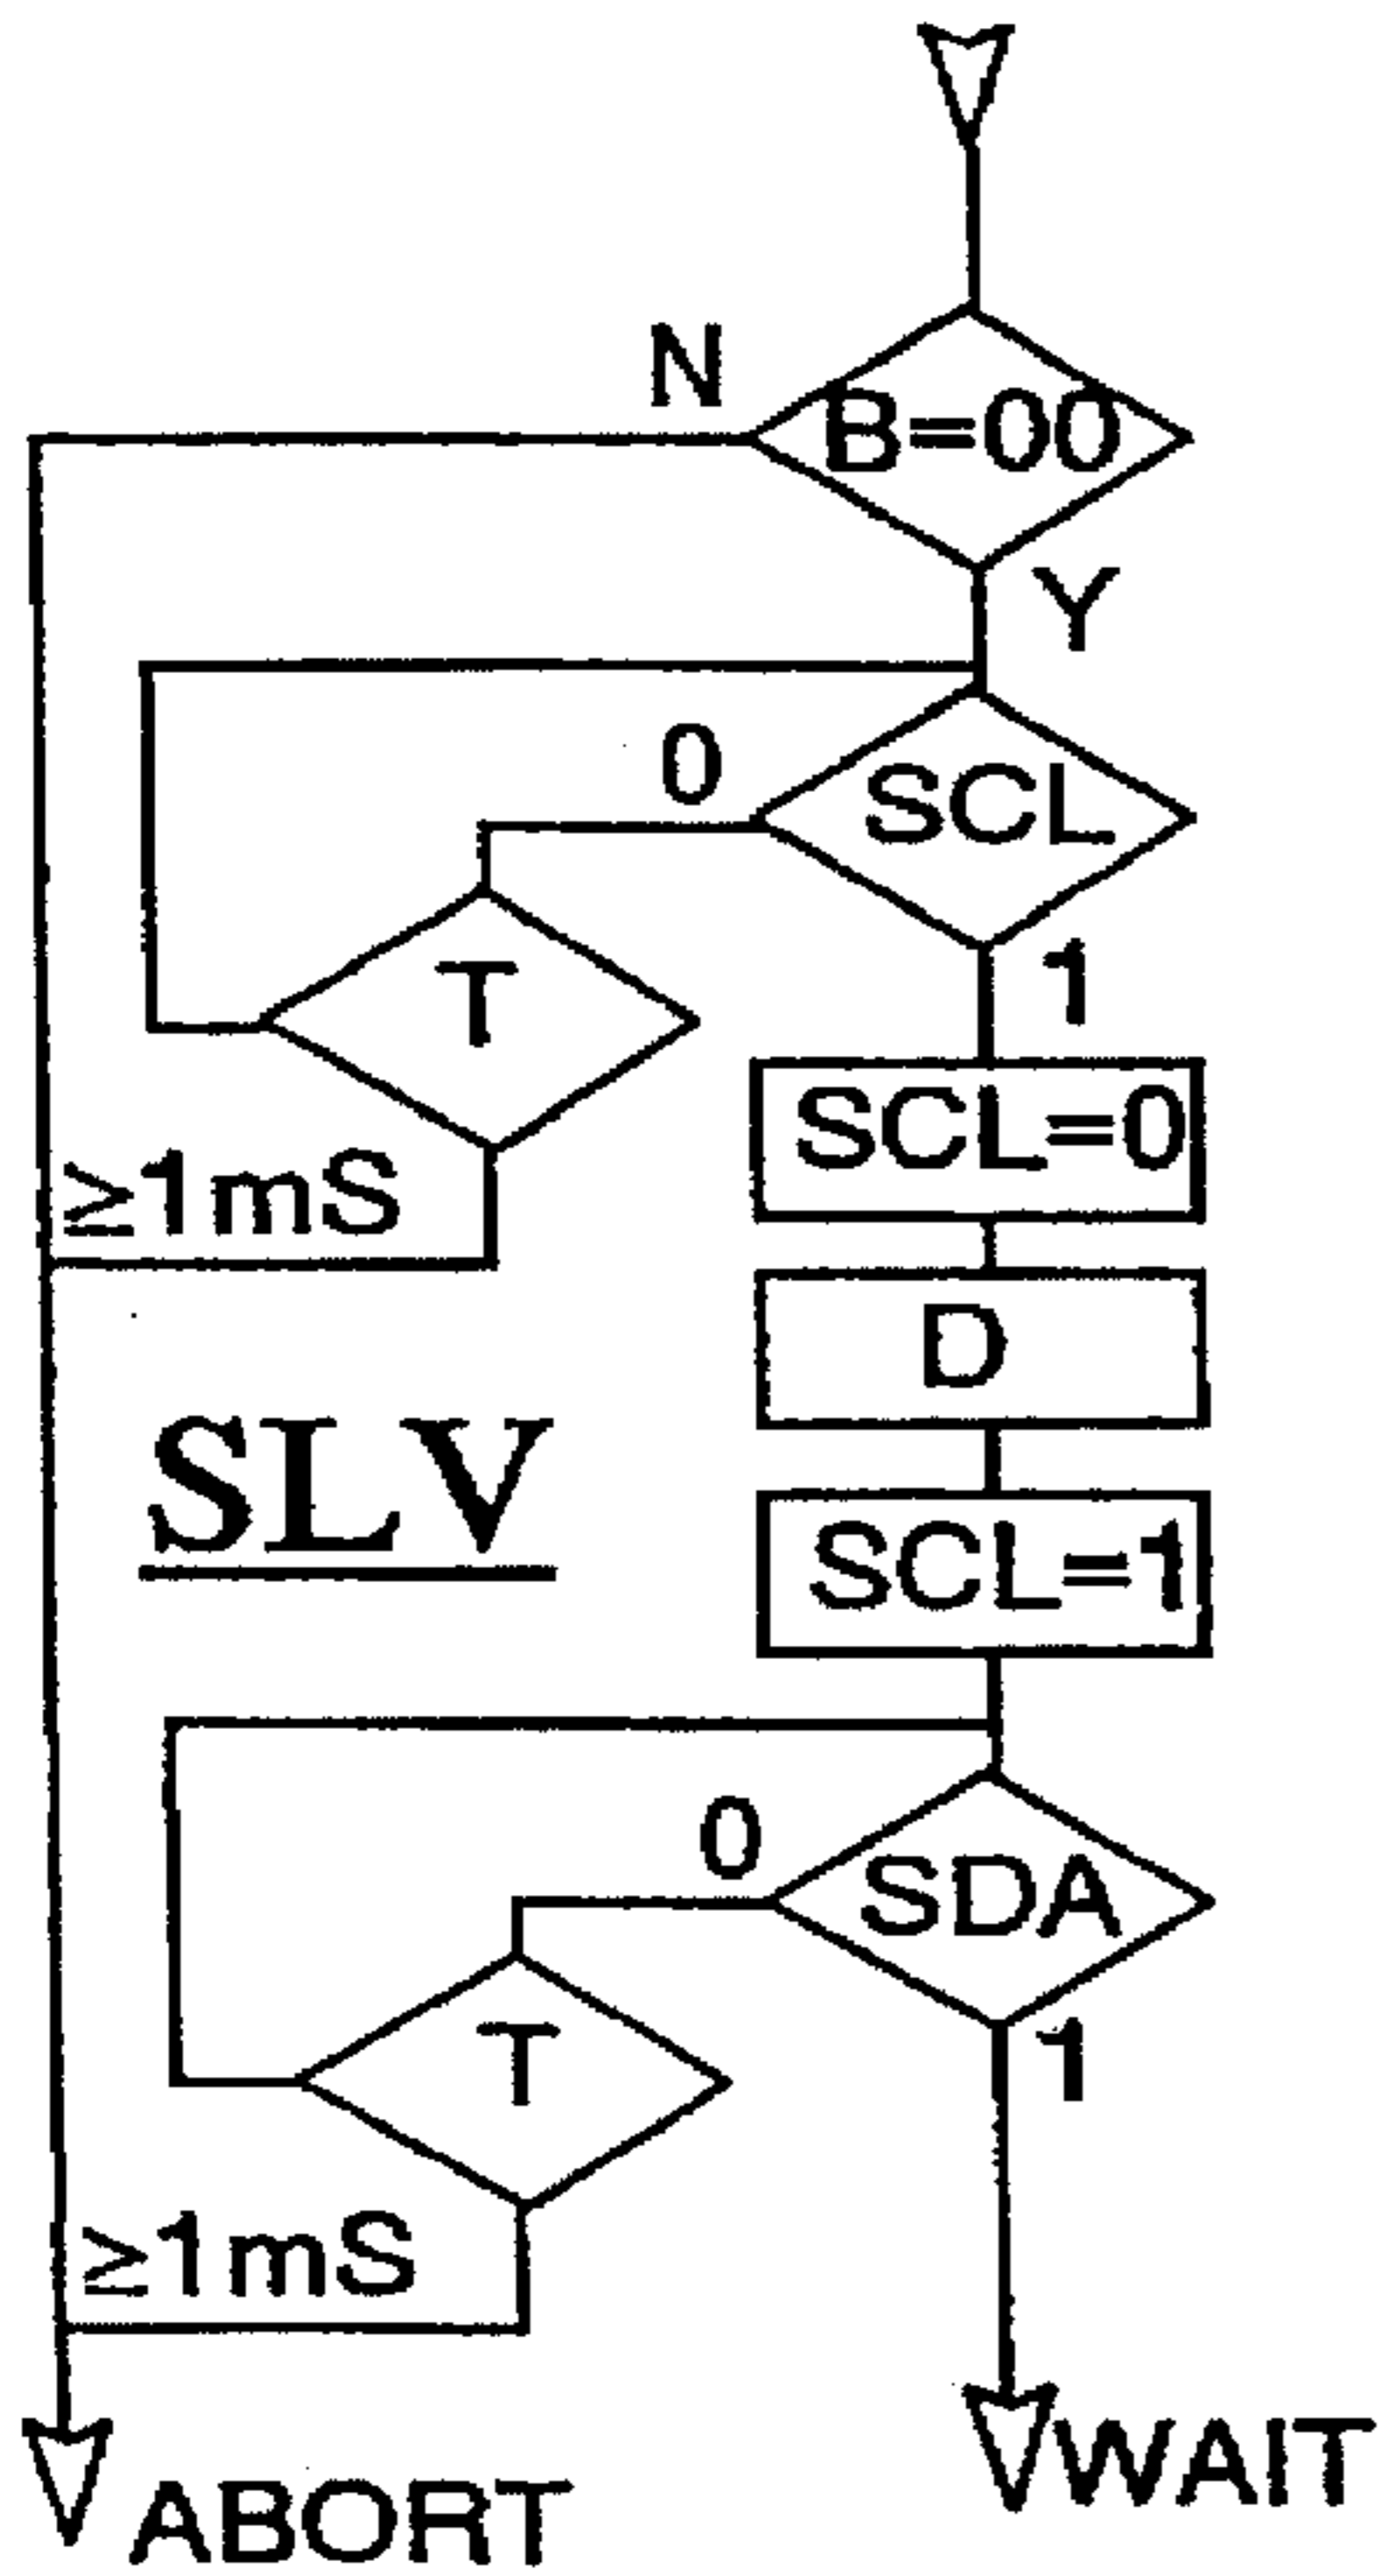 N
B=00
Y
0
SCL
T
1
SCL=0
≥1mS
D
SLV
SCL=1
0
SDA
T
1
≥1mS
WAIT
ABORT